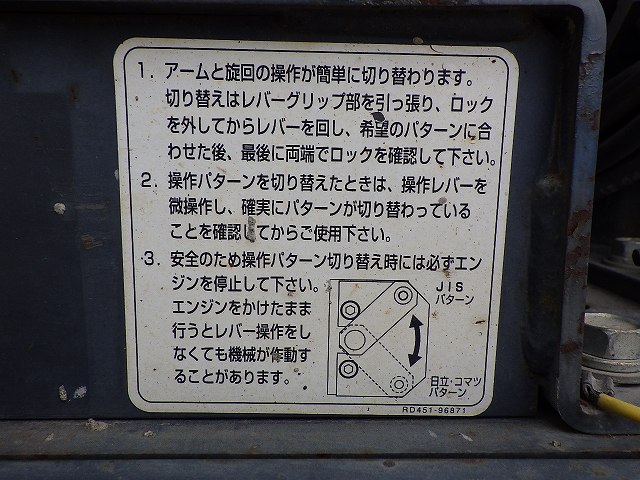 1. アームと旋回の操作が簡単に切り替わります。
切り替えはレバーグリップ部を引っ張り、ロック
を外してからレバーを回し、希望のパターンに合
わせた後、最後に両端でロックを確認して下さい。
2. 操作パターンを切り替えたときは、操作レバーを
微操作し、確実にパターンが切り替わっている
ことを確認してからご使用下さい。
3. 安全のため操作パターン切り替え時には必ずエン
ジンを停止して下さい。
エンジンをかけたまま
行うとレバー操作をし
なくても機械が作動す
ることがあります。
JIS
パターン
日立・コマツ
パターン
RD451-96871